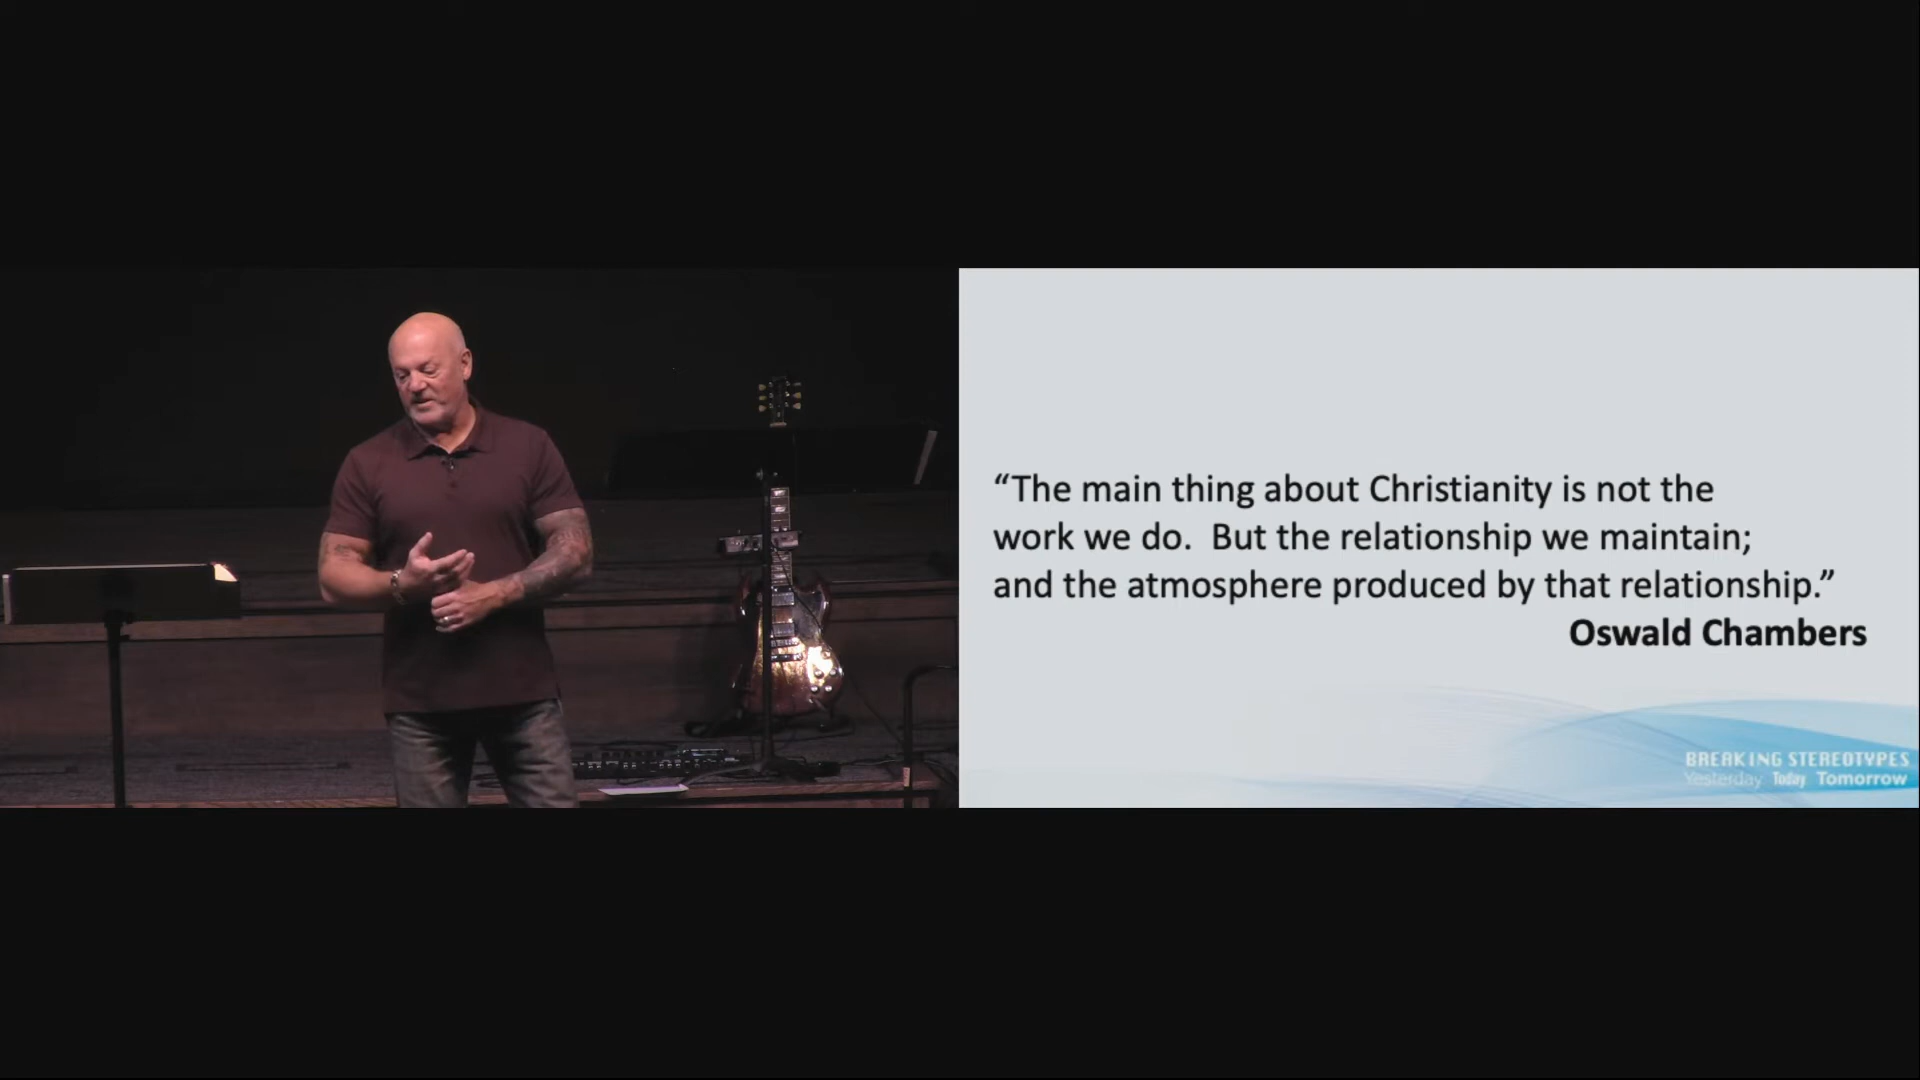 “The main thing about Christianity is not the
work we do.  But the relationship we maintain;
and the atmosphere produced by that relationship.”
Oswald Chambers
BREAKING STEREOTYPES
Yesterday Today Tomorrow